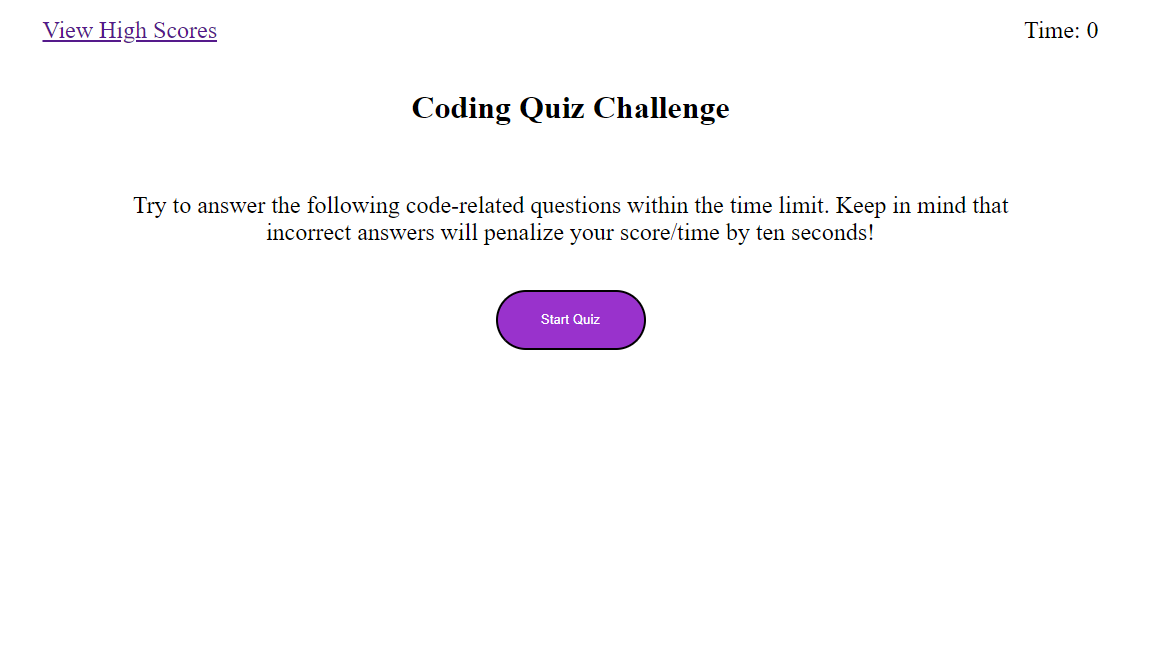 View High Scores
Time: 0
Coding Quiz Challenge
Try to answer the following code-related questions within the time limit. Keep in mind that
incorrect answers will penalize your score/time by ten seconds!
Start Quiz